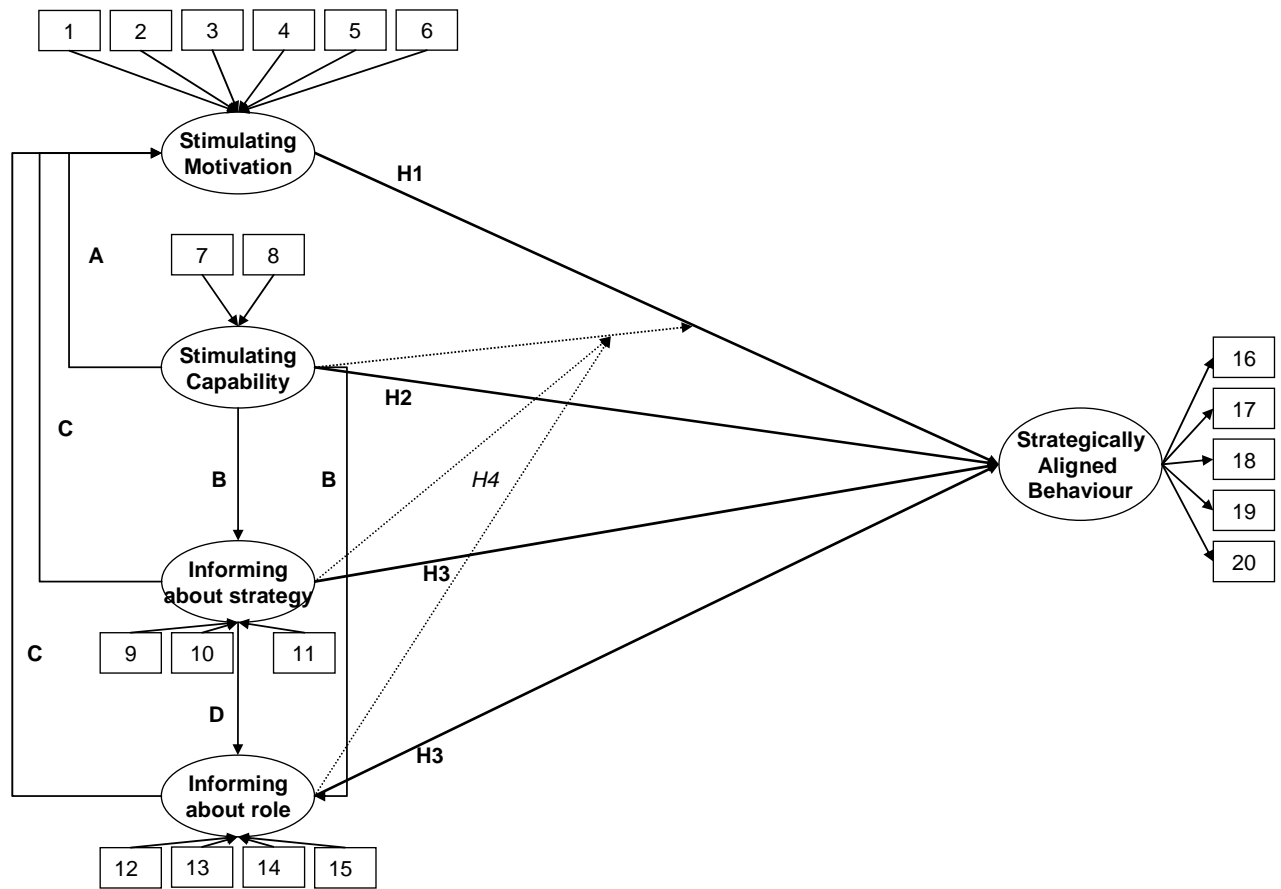 1 2 3 4 5 6
Stimulating
Motivation
H1
A
7 8
Stimulating
Capability
H2
C
B
B
H4
Strategically
Aligned
Behaviour
16
17
18
19
20
Informing
about strategy
H3
9 10 11
C
D
H3
Informing
about role
12 13 14 15